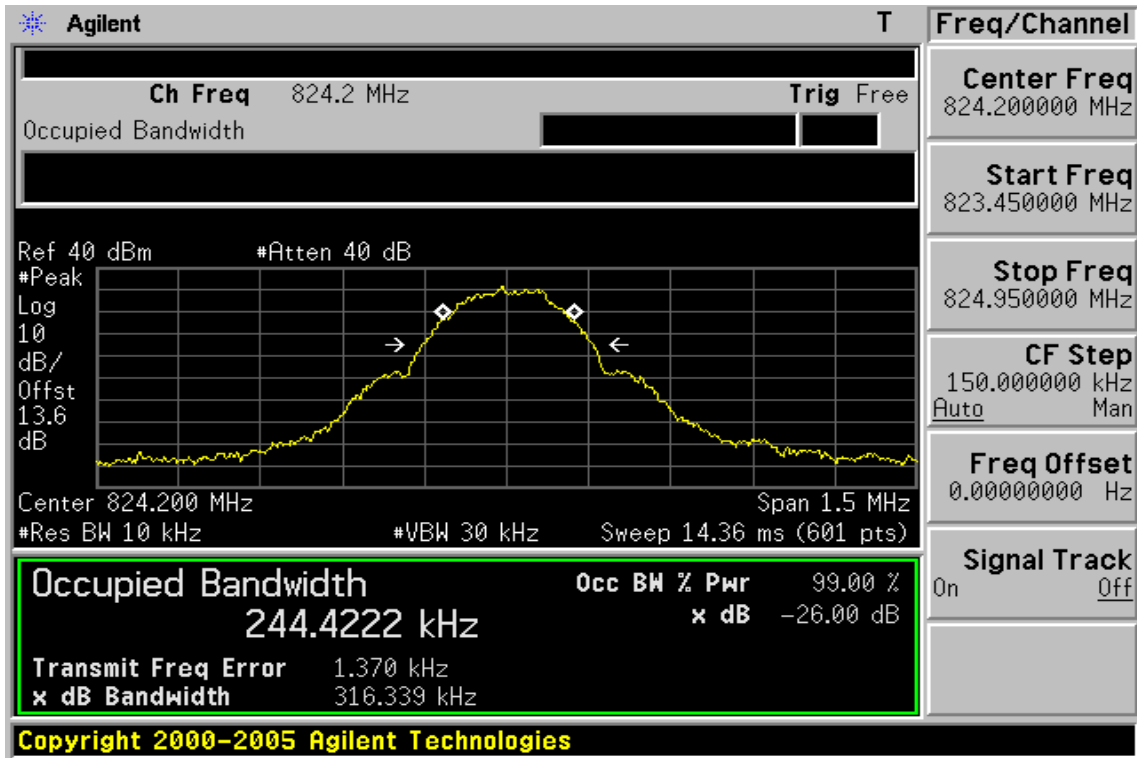 Agilent T
Freq/Channel
Ch Freq 824.2 MHz Trig Free
Occupied Bandwidth
Center Freq
824.200000 MHz
Start Freq
823.450000 MHz
Stop Freq
824.950000 MHz
CF Step
150.000000 kHz
Auto Man
Freq Offset
0.00000000 Hz
Signal Track
On Off
Ref 40 dBm #Atten 40 dB
#Peak
Log
10
dB/
Offst
13.6
dB
Center 824.200 MHz Span 1.5 MHz
#Res BW 10 kHz #VBW 30 kHz Sweep 14.36 ms (601 pts)
Occupied Bandwidth Occ BW % Pwr 99.00 %
244.4222 kHz x dB -26.00 dB
Transmit Freq Error 1.370 kHz
x dB Bandwidth 316.339 kHz
Copyright 2000-2005 Agilent Technologies